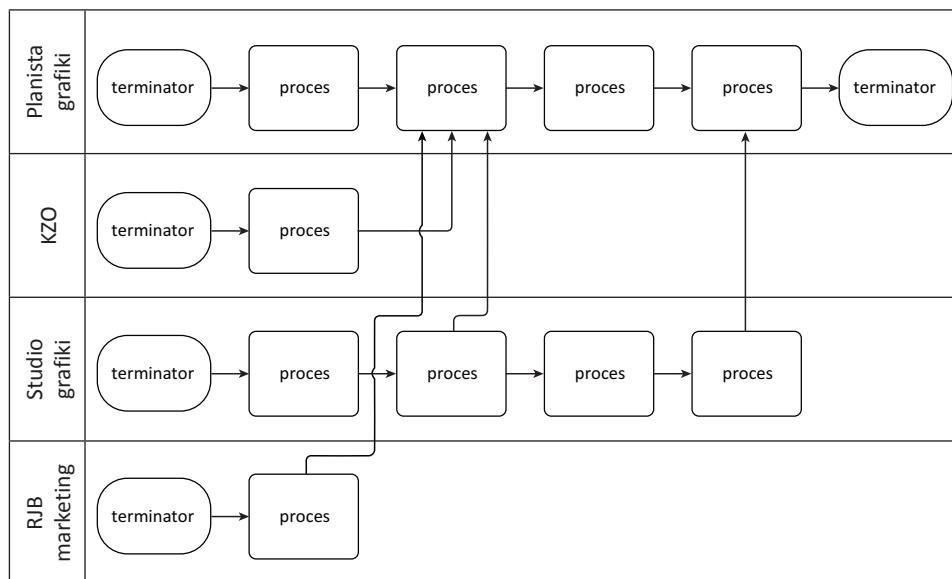 Planista
grafiki
terminator
proces
proces
proces
proces
terminator
KZO
terminator
proces
Studio
grafiki
terminator
proces
proces
proces
proces
RJB
marketing
terminator
proces